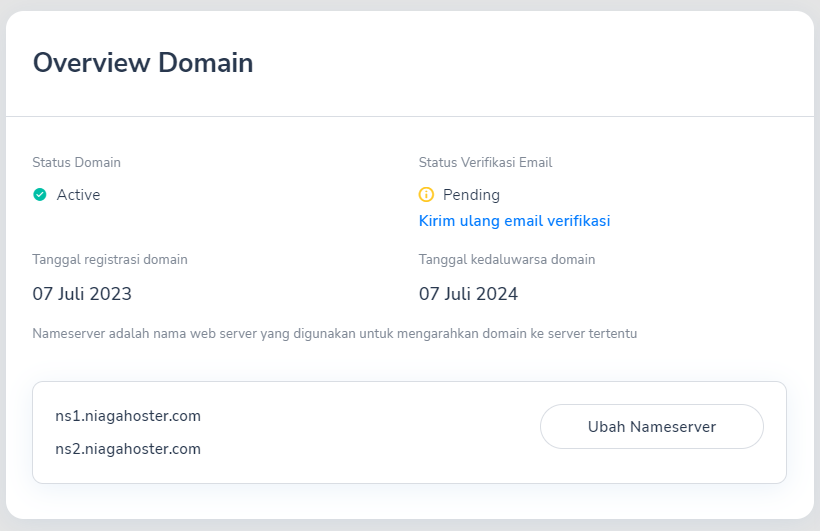 Overview Domain
Status Domain
Active
Status Verifikasi Email
Pending
Kirim ulang email verifikasi
Tanggal registrasi domain
07 Juli 2023
Tanggal kedaluwarsa domain
07 Juli 2024
Nameserver adalah nama web server yang digunakan untuk mengarahkan domain ke server tertentu
ns1.niagahoster.com
ns2.niagahoster.com
Ubah Nameserver